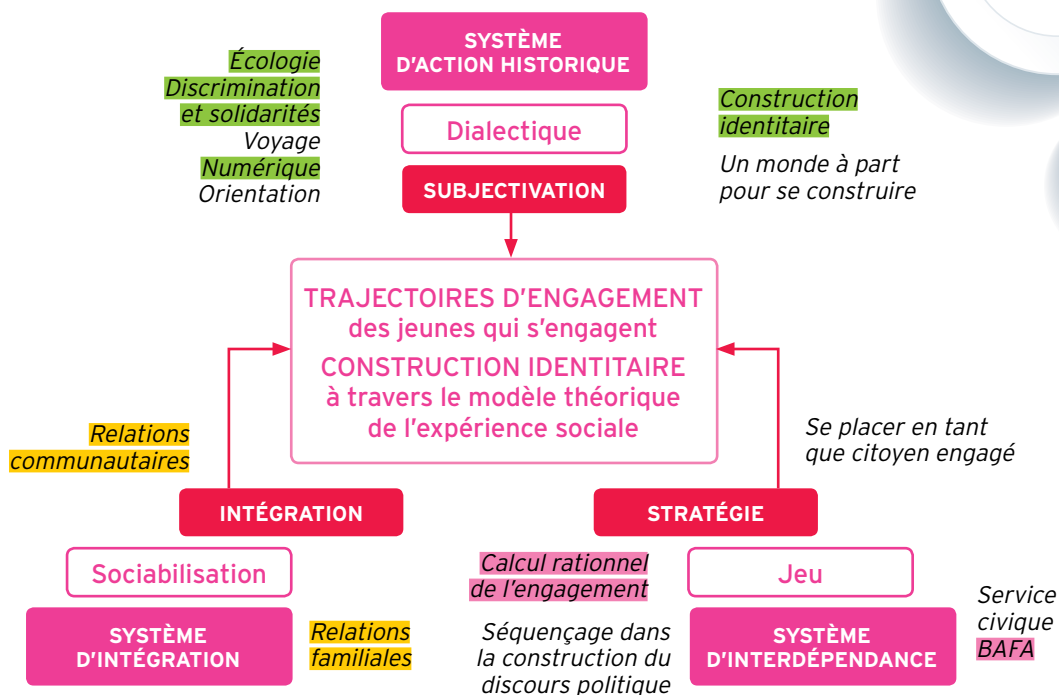 SYSTÈME
D'ACTION HISTORIQUE
Écologie
Discrimination
et solidarités
Voyage
Numérique
Orientation
Dialectique
Construction
identitaire
Un monde à part
pour se construire
SUBJECTIVATION
TRAJECTOIRES D'ENGAGEMENT
des jeunes qui s'engagent
CONSTRUCTION IDENTITAIRE
à travers le modèle théorique
de l'expérience sociale
Relations
communautaires
Se placer en tant
que citoyen engagé
INTÉGRATION
STRATÉGIE
Sociabilisation
Calcul rationnel
de l'engagement
Jeu
SYSTÈME
D'INTÉGRATION
Relations
familiales
Séquençage dans
la construction du
discours politique
SYSTÈME
D'INTERDÉPENDANCE
Service
civique
BAFA